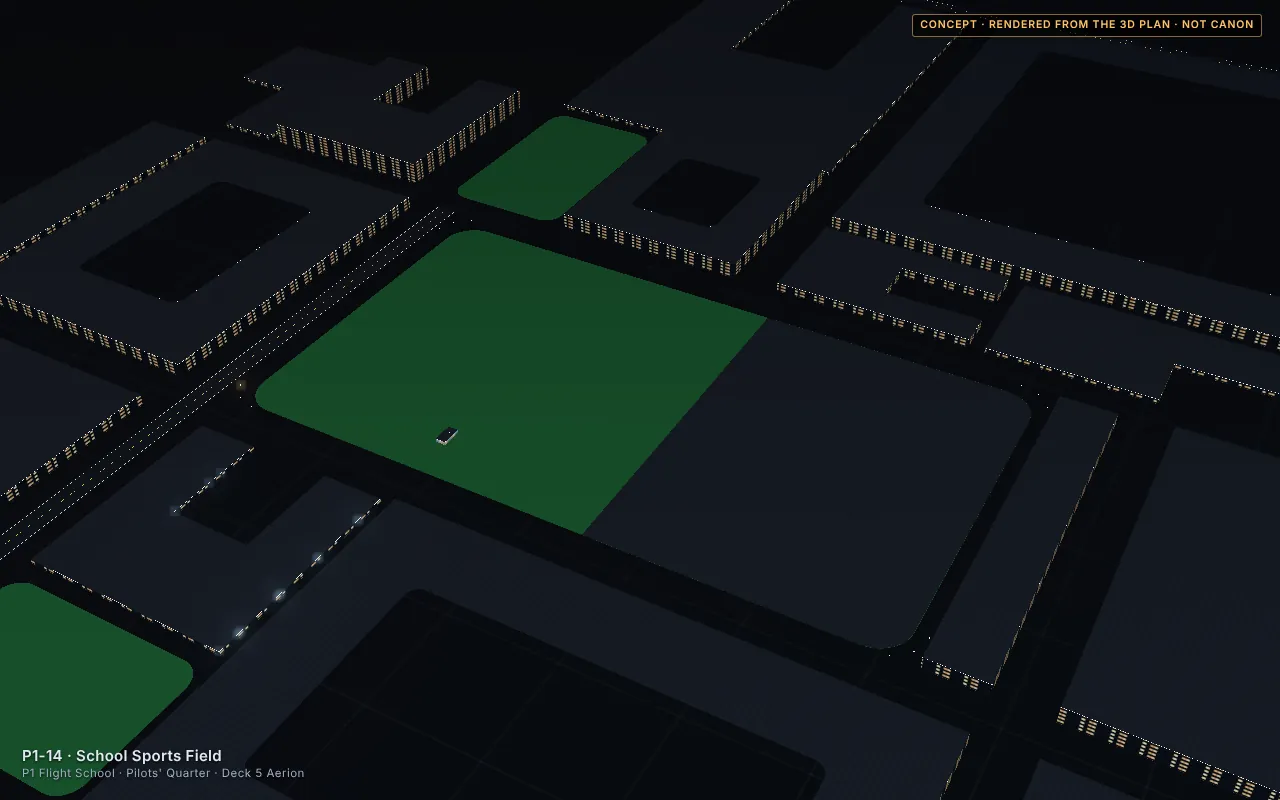 CONCEPT · RENDERED FROM THE 3D PLAN · NOT CANON
P1-14 · School Sports Field
P1 Flight School · Pilots' Quarter · Deck 5 Aerion